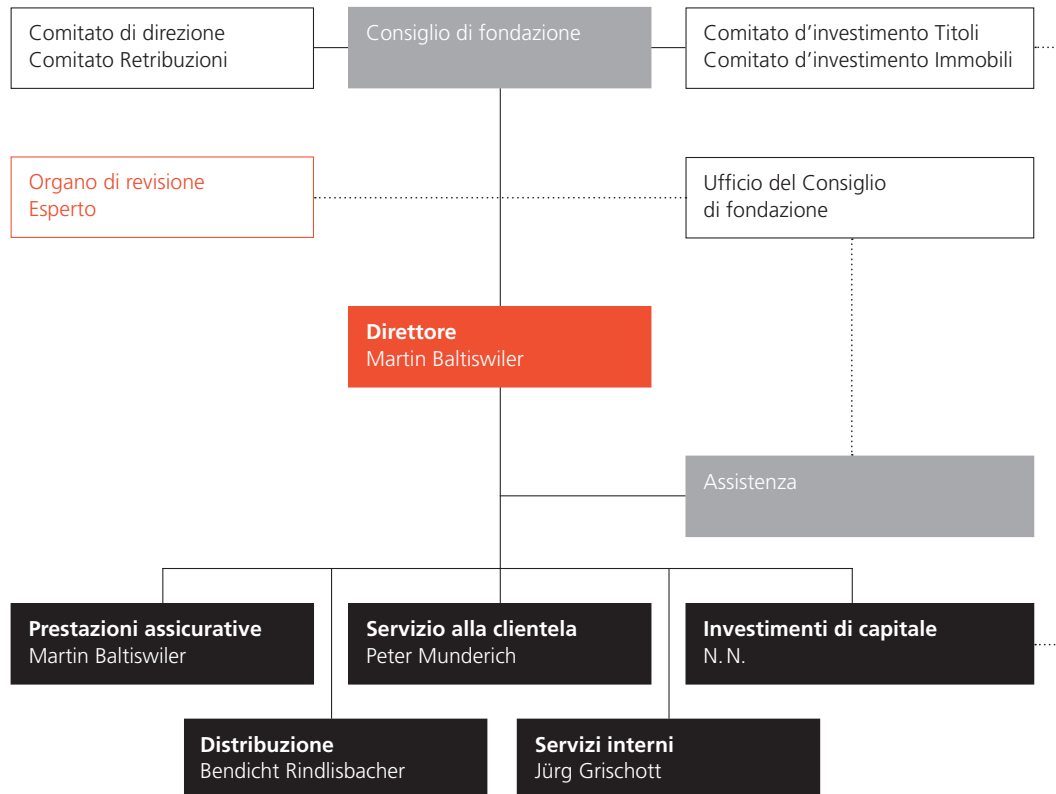 Comitato di direzione
Comitato Retribuzioni
Consiglio di fondazione
Comitato d’investimento Titoli
Comitato d’investimento Immobili
Organo di revisione
Esperto
Ufficio del Consiglio
di fondazione
Direttore
Martin Baltiswiler
Assistenza
Prestazioni assicurative
Martin Baltiswiler
Servizio alla clientela
Peter Munderich
Investimenti di capitale
N. N.
Distribuzione
Bendicht Rindlisbacher
Servizi interni
Jürg Grischott